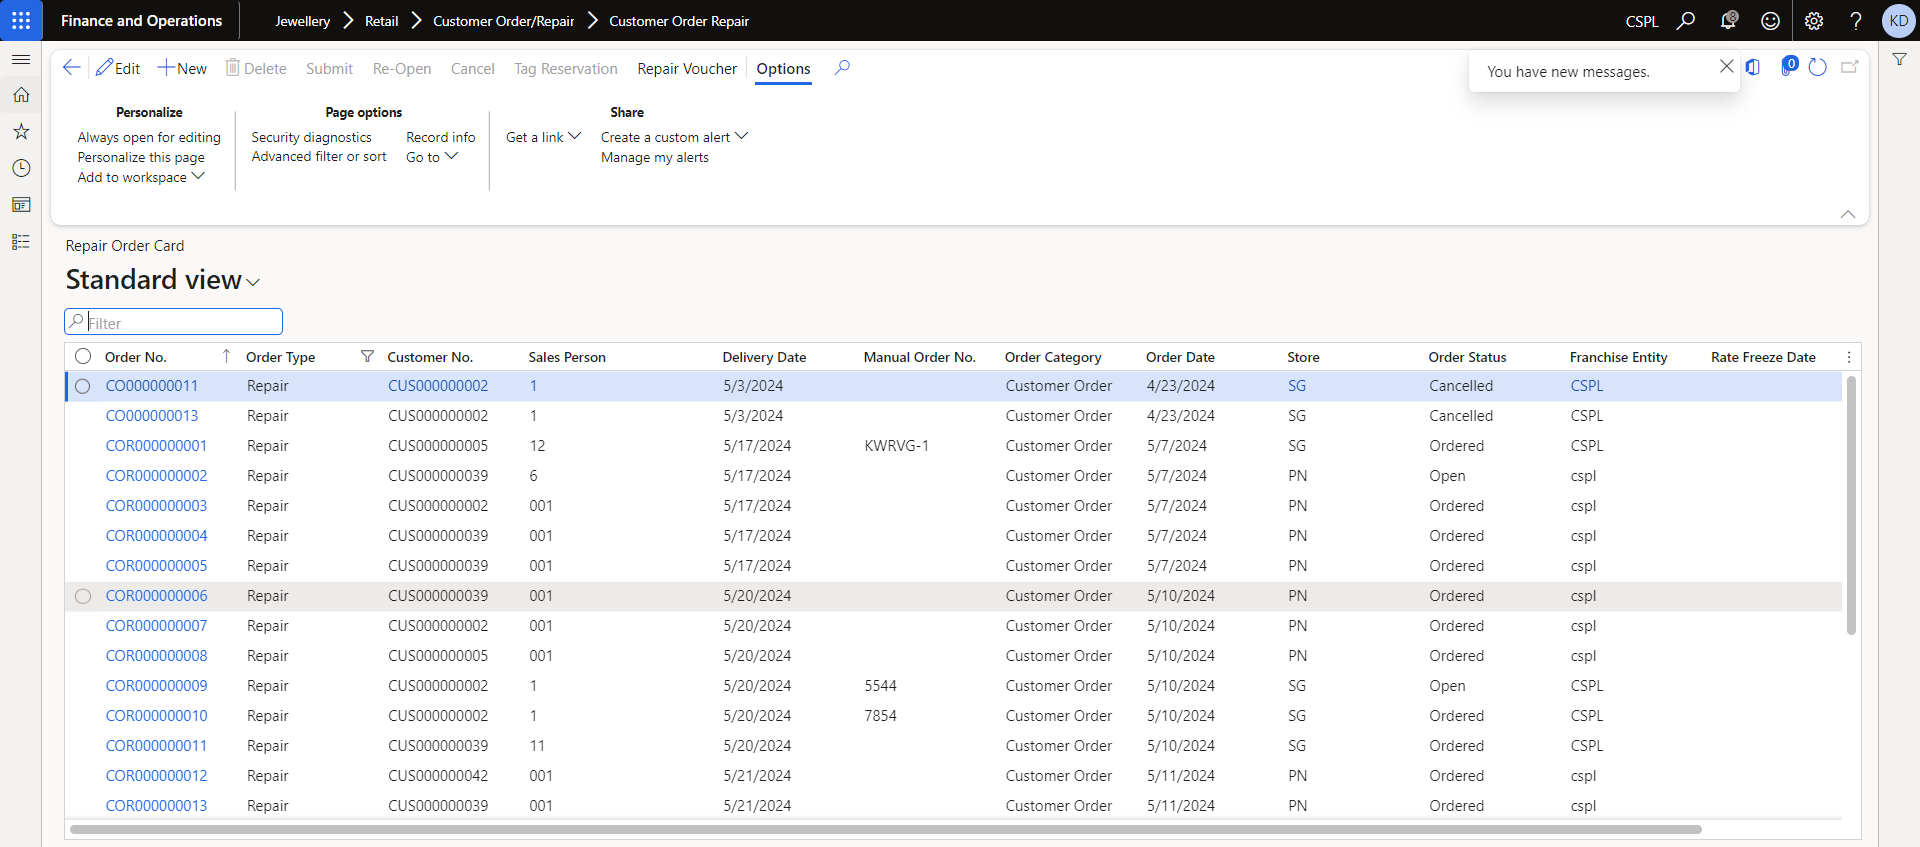 Finance and Operations Jewellery Retail Customer Order/Repair Customer Order Repair CSPL 8 ? KD
Edit New Delete Submit Re-Open Cancel Tag Reservation Repair Voucher Options You have new messages. 0
Personalize Page options Share
Always open for editing Security diagnostics Record info Get a link Create a custom alert
Personalize this page Advanced filter or sort Go to Manage my alerts
Add to workspace
Repair Order Card
Standard view
Filter
Order No. Order Type Customer No. Sales Person Delivery Date Manual Order No. Order Category Order Date Store Order Status Franchise Entity Rate Freeze Date
CO000000011 Repair CUS000000002 1 5/3/2024 Customer Order 4/23/2024 SG Cancelled CSPL
CO000000013 Repair CUS000000002 1 5/3/2024 Customer Order 4/23/2024 SG Cancelled CSPL
COR000000001 Repair CUS000000005 12 5/17/2024 KWRVG-1 Customer Order 5/7/2024 SG Ordered CSPL
COR000000002 Repair CUS000000039 6 5/17/2024 Customer Order 5/7/2024 PN Open cspl
COR000000003 Repair CUS000000002 001 5/17/2024 Customer Order 5/7/2024 PN Ordered cspl
COR000000004 Repair CUS000000039 001 5/17/2024 Customer Order 5/7/2024 PN Ordered cspl
COR000000005 Repair CUS000000039 001 5/17/2024 Customer Order 5/7/2024 PN Ordered cspl
COR000000006 Repair CUS000000039 001 5/20/2024 Customer Order 5/10/2024 PN Ordered cspl
COR000000007 Repair CUS000000002 001 5/20/2024 Customer Order 5/10/2024 PN Ordered cspl
COR000000008 Repair CUS000000005 001 5/20/2024 Customer Order 5/10/2024 PN Ordered cspl
COR000000009 Repair CUS000000002 1 5/20/2024 5544 Customer Order 5/10/2024 SG Open CSPL
COR000000010 Repair CUS000000002 1 5/20/2024 7854 Customer Order 5/10/2024 SG Ordered CSPL
COR000000011 Repair CUS000000039 11 5/20/2024 Customer Order 5/10/2024 SG Ordered CSPL
COR000000012 Repair CUS000000042 001 5/21/2024 Customer Order 5/11/2024 PN Ordered cspl
COR000000013 Repair CUS000000039 001 5/21/2024 Customer Order 5/11/2024 PN Ordered cspl